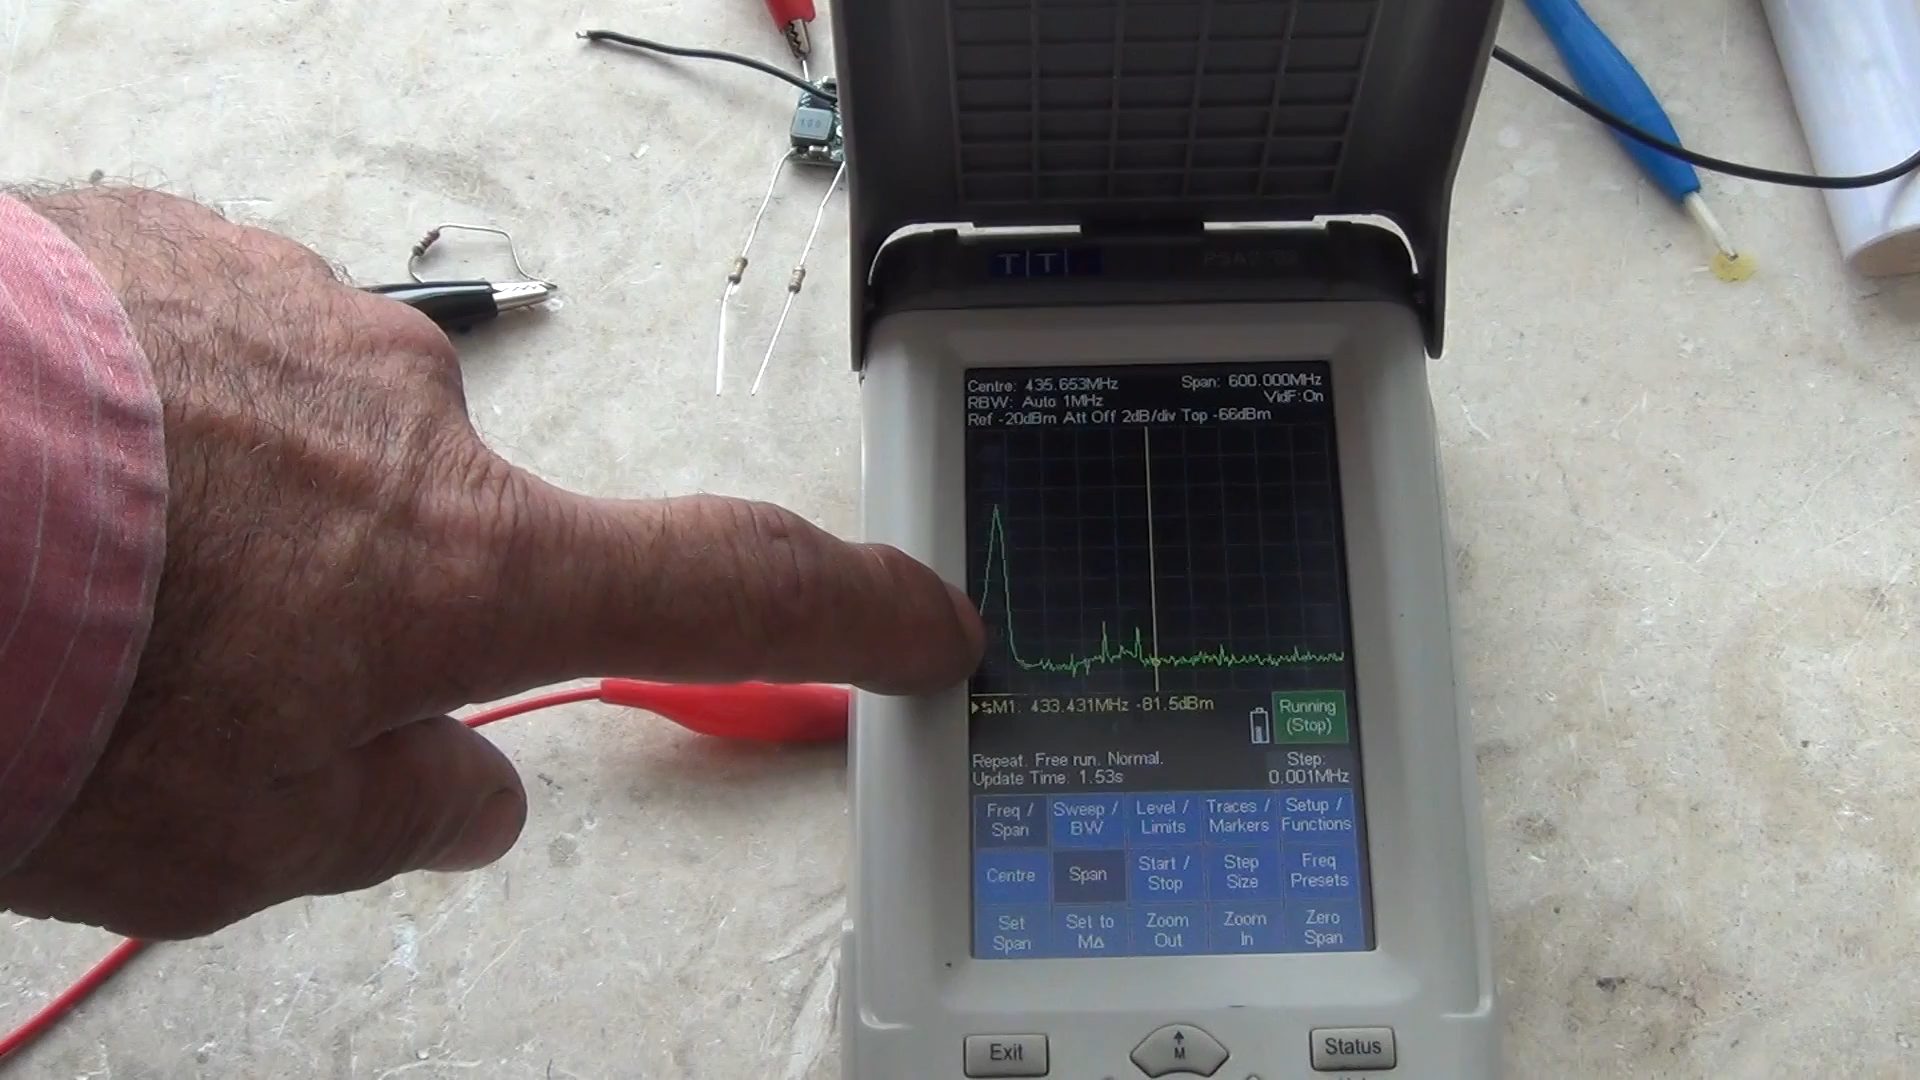 100
TTi
Centre: 435.653MHz Span: 600.000MHz
RBW: Auto 1MHz VidF:On
Ref -20dBm Att Off 2dB/div Top -66dBm
M1: 433.431MHz -81.5dBm
Running
(Stop)
Repeat. Free run. Normal.
Update Time: 1.53s
Step:
0.001MHz
Freq /
Span
Sweep /
BW
Level /
Limits
Traces /
Markers
Setup /
Functions
Centre
Span
Start /
Stop
Step
Size
Freq
Presets
Set
Span
Set to
MΔ
Zoom
Out
Zoom
In
Zero
Span
Exit
M
Status